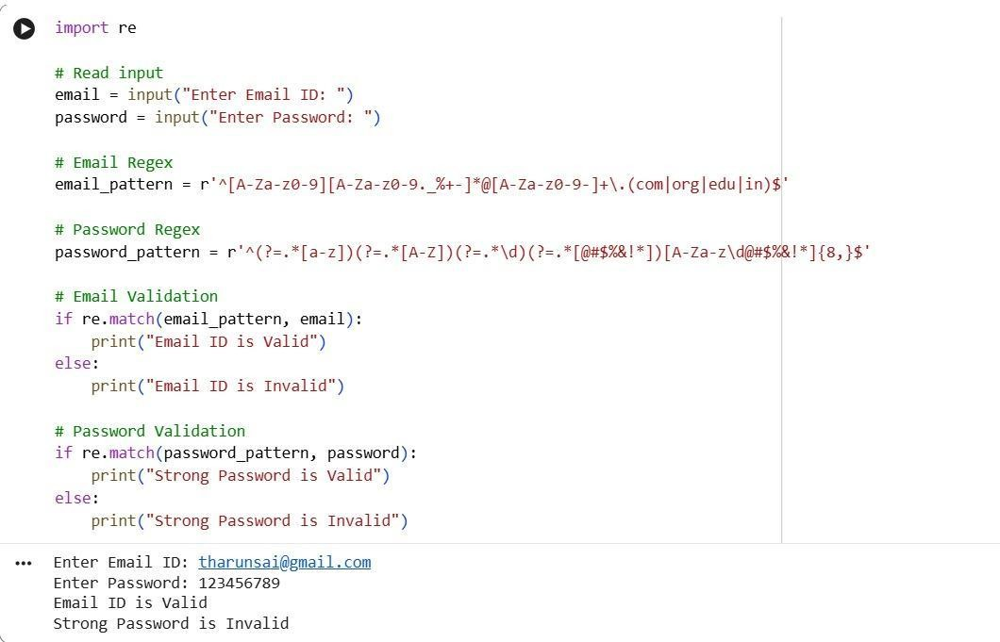 import re
# Read input
email = input("Enter Email ID: ")
password = input("Enter Password: ")
# Email Regex
email_pattern = r'^[A-Za-z0-9][A-Za-z0-9._%+-]*@[A-Za-z0-9-]+\.(com|org|edu|in)$'
# Password Regex
password_pattern = r'^(?=.*[a-z])(?=.*[A-Z])(?=.*\d)(?=.*[@#$%&!*])[A-Za-z\d@#$%&!*]{8,}$'
# Email Validation
if re.match(email_pattern, email):
    print("Email ID is Valid")
else:
    print("Email ID is Invalid")
# Password Validation
if re.match(password_pattern, password):
    print("Strong Password is Valid")
else:
    print("Strong Password is Invalid")
Enter Email ID: tharunsai@gmail.com
Enter Password: 123456789
Email ID is Valid
Strong Password is Invalid